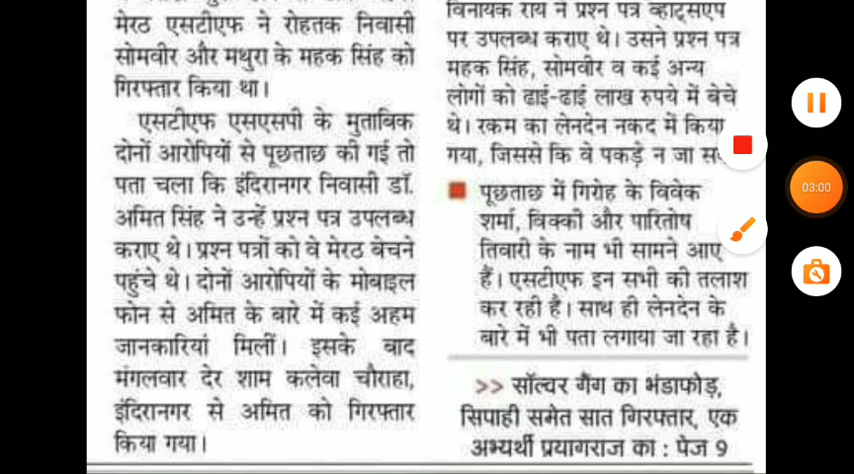 मेरठ एसटीएफ ने रोहतक निवासी
सोमवीर और मथुरा के महक सिंह को
गिरफ्तार किया था।
एसटीएफ एसएसपी के मुताबिक
दोनों आरोपियों से पूछताछ की गई तो
पता चला कि इंदिरानगर निवासी डॉ.
अमित सिंह ने उन्हें प्रश्न पत्र उपलब्ध
कराए थे। प्रश्न पत्रों को वे मेरठ बेचने
पहुंचे थे। दोनों आरोपियों के मोबाइल
फोन से अमित के बारे में कई अहम
जानकारियां मिलीं। इसके बाद
मंगलवार देर शाम कलेवा चौराहा,
इंदिरानगर से अमित को गिरफ्तार
किया गया।
विनायक राय ने प्रश्न पत्र व्हाट्सएप
पर उपलब्ध कराए थे। उसने प्रश्न पत्र
महक सिंह, सोमवीर व कई अन्य
लोगों को ढाई-ढाई लाख रुपये में बेचे
थे। रकम का लेनदेन नकद में किया
गया, जिससे कि वे पकड़े न जा
पूछताछ में गिरोह के विवेक
शर्मा, विक्की और पारितोष
तिवारी के नाम भी सामने आए
हैं। एसटीएफ इन सभी की तलाश
कर रही है। साथ ही लेनदेन के
बारे में भी पता लगाया जा रहा है।
>> सॉल्वर गैंग का भंडाफोड़,
सिपाही समेत सात गिरफ्तार, एक
अभ्यर्थी प्रयागराज का : पेज 9
03:00